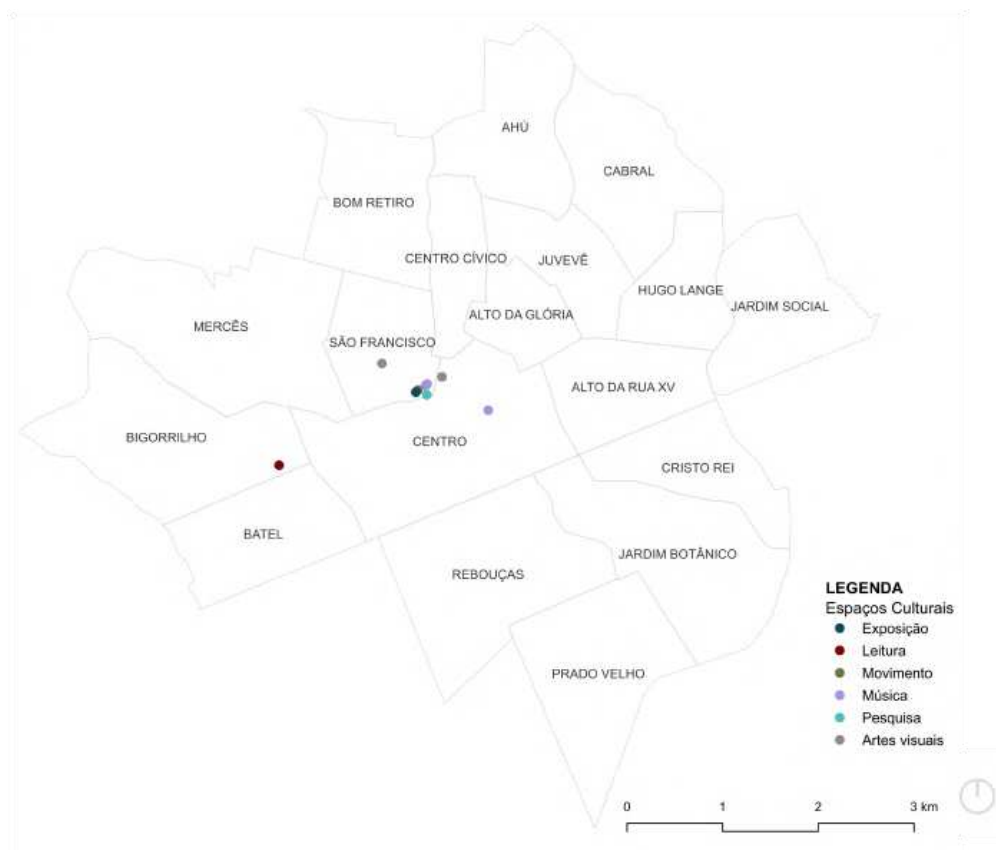 AHÚ
CABRAL
BOM RETIRO
CENTRO CÍVICO
JUVEVÊ
HUGO LANGE
JARDIM SOCIAL
ALTO DA GLÓRIA
MERCÊS
SÃO FRANCISCO
ALTO DA RUA XV
BIGORRILHO
CENTRO
CRISTO REI
BATEL
JARDIM BOTÂNICO
REBOUÇAS
PRADO VELHO
LEGENDA
Espaços Culturais
Exposição
Leitura
Movimento
Música
Pesquisa
Artes visuais
0 1 2 3 km